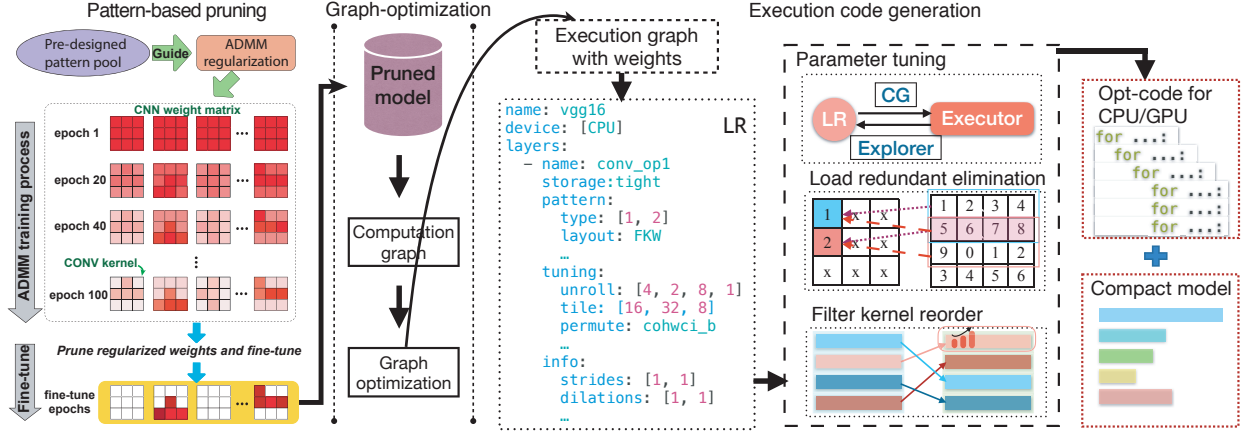 Pattern-based pruning
Pre-designed
pattern pool
Guide
ADMM
regularization
CNN weight matrix
epoch 1
...
epoch 20
...
epoch 40
...
...
CONV kernel
epoch 100
...
ADMM training process
Prune regularized weights and fine-tune
Fine-tune
fine-tune
epochs
...
Graph-optimization
Pruned
model
Computation
graph
Graph
optimization
Execution code generation
Execution graph
with weights
LR
name: vgg16
device: [CPU]
layers:
– name: conv_op1
storage:tight
pattern:
type: [1, 2]
layout: FKW
…
tuning:
unroll: [4, 2, 8, 1]
tile: [16, 32, 8]
permute: cohwci_b
…
info:
strides: [1, 1]
dilations: [1, 1]
…
Parameter tuning
LR
CG
Executor
Explorer
Load redundant elimination
1 x x
2 x x
x x x
1 2 3 4
5 6 7 8
9 0 1 2
3 4 5 6
Filter kernel reorder
Opt-code for
CPU/GPU
for ...:
for ...:
for ...:
for ...:
for ...:
for ...:
Compact model